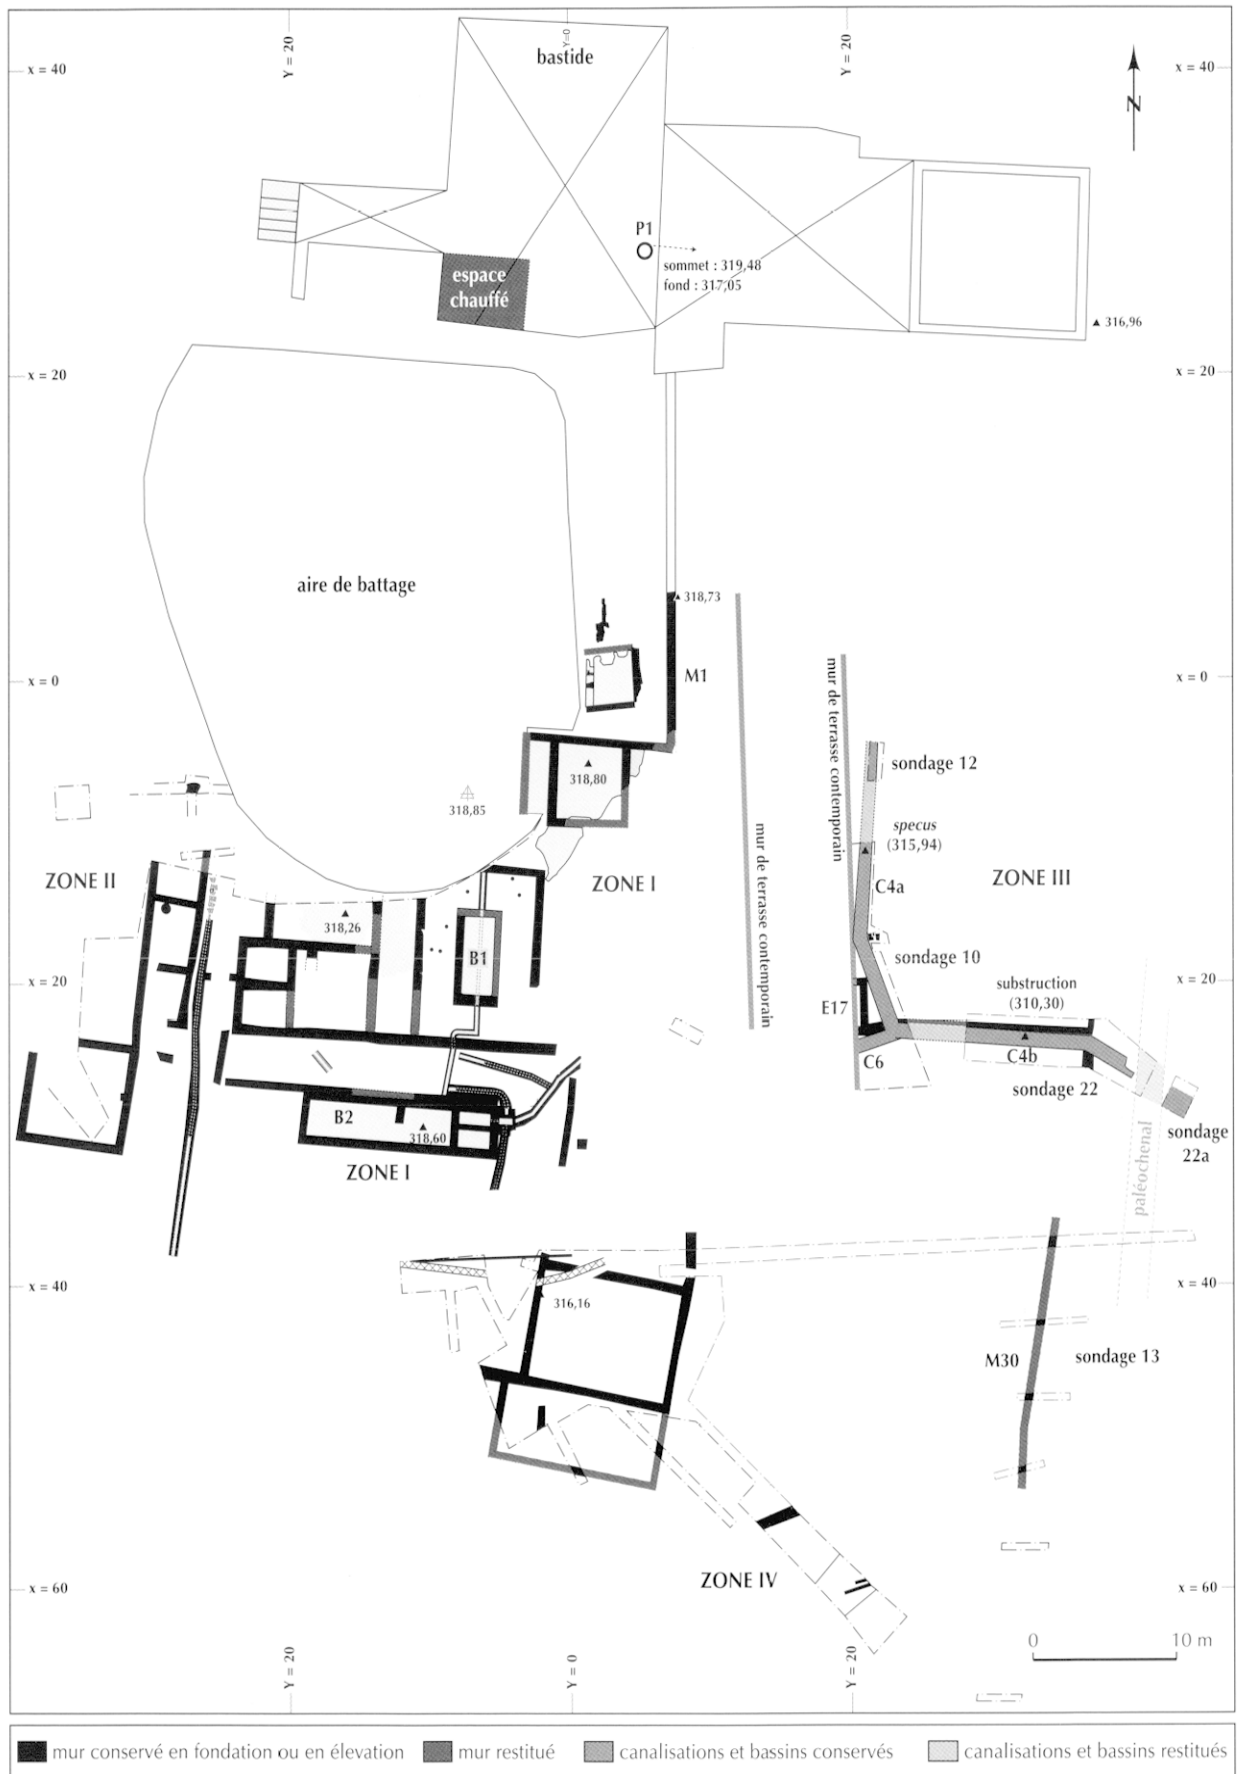 Y = 20
Y=0
Y = 20
bastide
x = 40
x = 40
N
P1
sommet : 319,48
fond : 317,05
espace
chauffé
316,96
x = 20
x = 20
aire de battage
318,73
M1
x = 0
x = 0
mur de terrasse contemporain
sondage 12
318,80
318,85
specus
(315,94)
mur de terrasse contemporain
ZONE II
ZONE I
C4a
ZONE III
318,26
B1
sondage 10
x = 20
x = 20
substruction
(310,30)
E17
C6
C4b
sondage 22
B2
318,60
sondage
22a
ZONE I
paléochenal
x = 40
x = 40
316,16
M30
sondage 13
ZONE IV
x = 60
x = 60
Y = 20
Y = 0
Y = 20
0
10 m
mur conservé en fondation ou en élévation
mur restitué
canalisations et bassins conservés
canalisations et bassins restitués